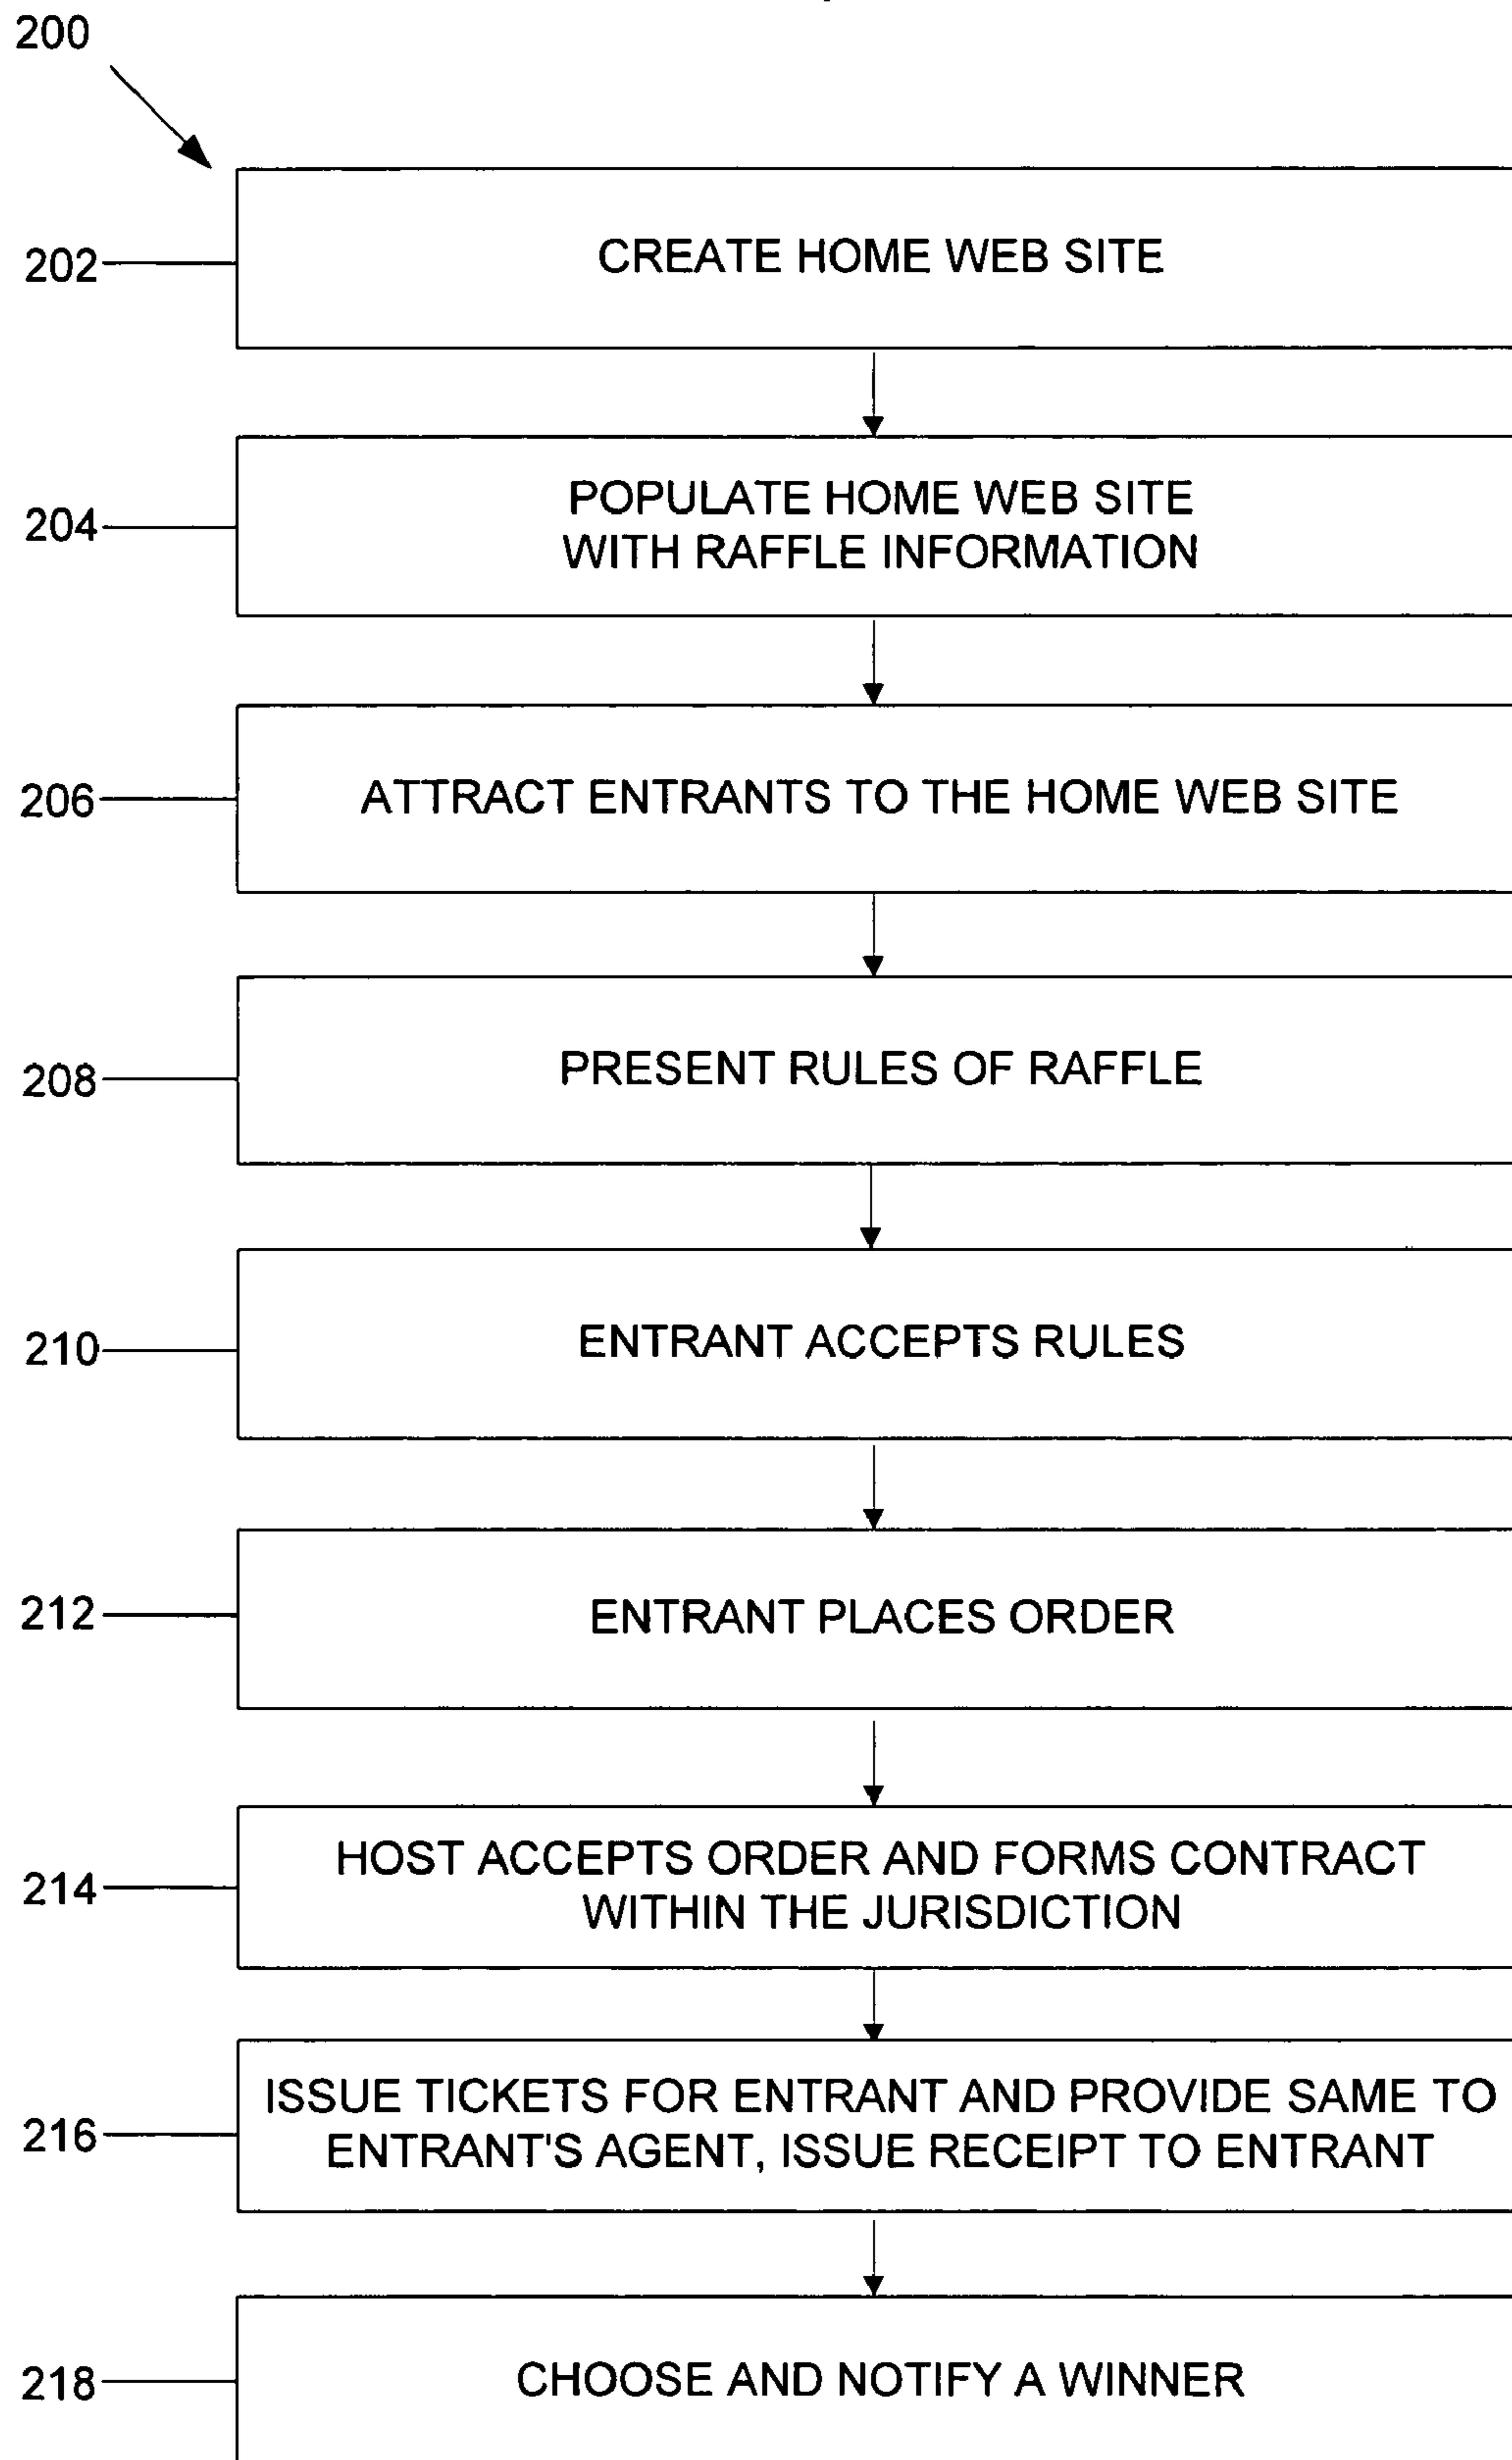 200
202
CREATE HOME WEB SITE
204
POPULATE HOME WEB SITE
WITH RAFFLE INFORMATION
206
ATTRACT ENTRANTS TO THE HOME WEB SITE
208
PRESENT RULES OF RAFFLE
210
ENTRANT ACCEPTS RULES
212
ENTRANT PLACES ORDER
214
HOST ACCEPTS ORDER AND FORMS CONTRACT
WITHIN THE JURISDICTION
216
ISSUE TICKETS FOR ENTRANT AND PROVIDE SAME TO
ENTRANT'S AGENT, ISSUE RECEIPT TO ENTRANT
218
CHOOSE AND NOTIFY A WINNER